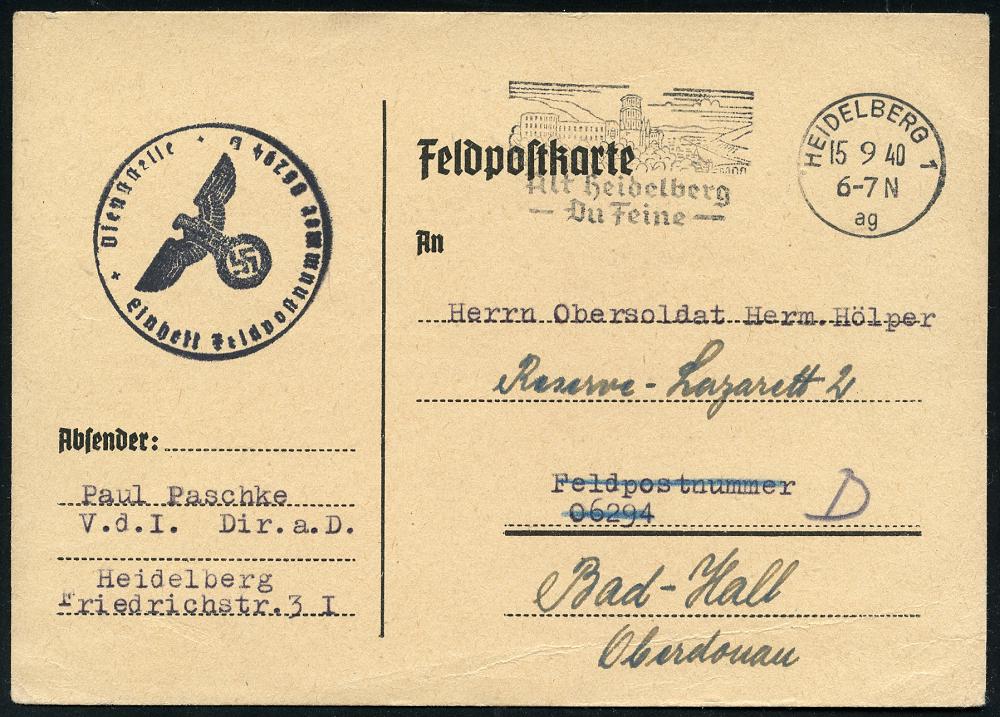 HEIDELBERG 1
15 9 40
6-7 N
ag
Feldpostkarte
Alt Heidelberg
— Du Feine —
Dienststelle
Einheit Feldpostnummer
An
Herrn Obersoldat Herm. Hölper
Reserve-Lazarett 2
Feldpostnummer
06294
D
Bad-Hall
Oberdonau
Absender:
Paul Paschke
V.d.I. Dir.a.D.
Heidelberg
Friedrichstr.3 I